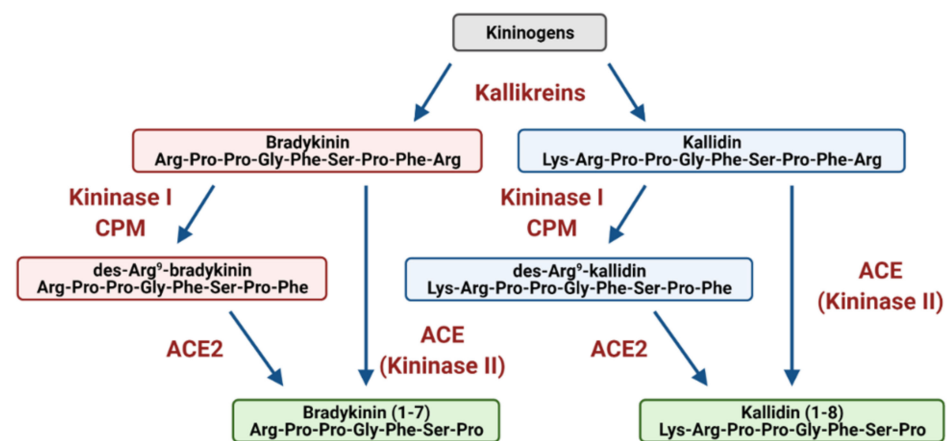 Kininogens
Kallikreins
Bradykinin
Arg-Pro-Pro-Gly-Phe-Ser-Pro-Phe-Arg
Kallidin
Lys-Arg-Pro-Pro-Gly-Phe-Ser-Pro-Phe-Arg
Kininase I
CPM
Kininase I
CPM
des-Arg⁹-bradykinin
Arg-Pro-Pro-Gly-Phe-Ser-Pro-Phe
des-Arg⁹-kallidin
Lys-Arg-Pro-Pro-Gly-Phe-Ser-Pro-Phe
ACE
(Kininase II)
ACE2
ACE
(Kininase II)
ACE2
Bradykinin (1-7)
Arg-Pro-Pro-Gly-Phe-Ser-Pro
Kallidin (1-8)
Lys-Arg-Pro-Pro-Gly-Phe-Ser-Pro